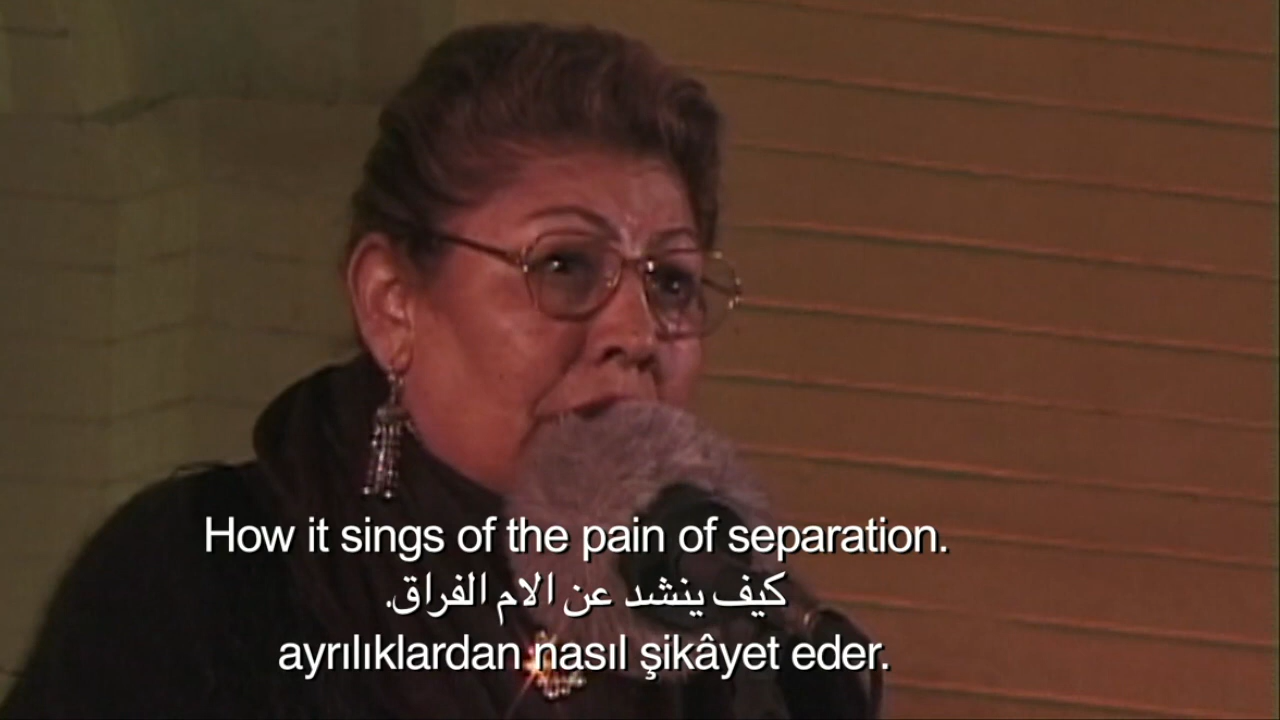 How it sings of the pain of separation.
كيف ينشد عن الام الفراق.
ayrılıklardan nasıl şikâyet eder.